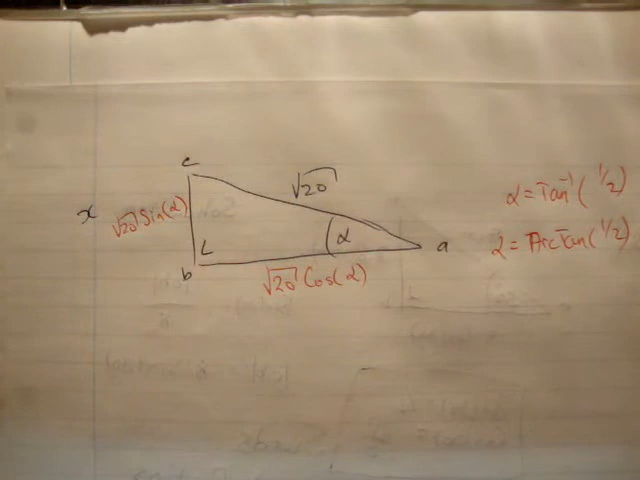 c
√20
α = Tan⁻¹(1/2)
x
√20 Sin(α)
α
a
α = ArcTan(1/2)
b
√20 Cos(α)